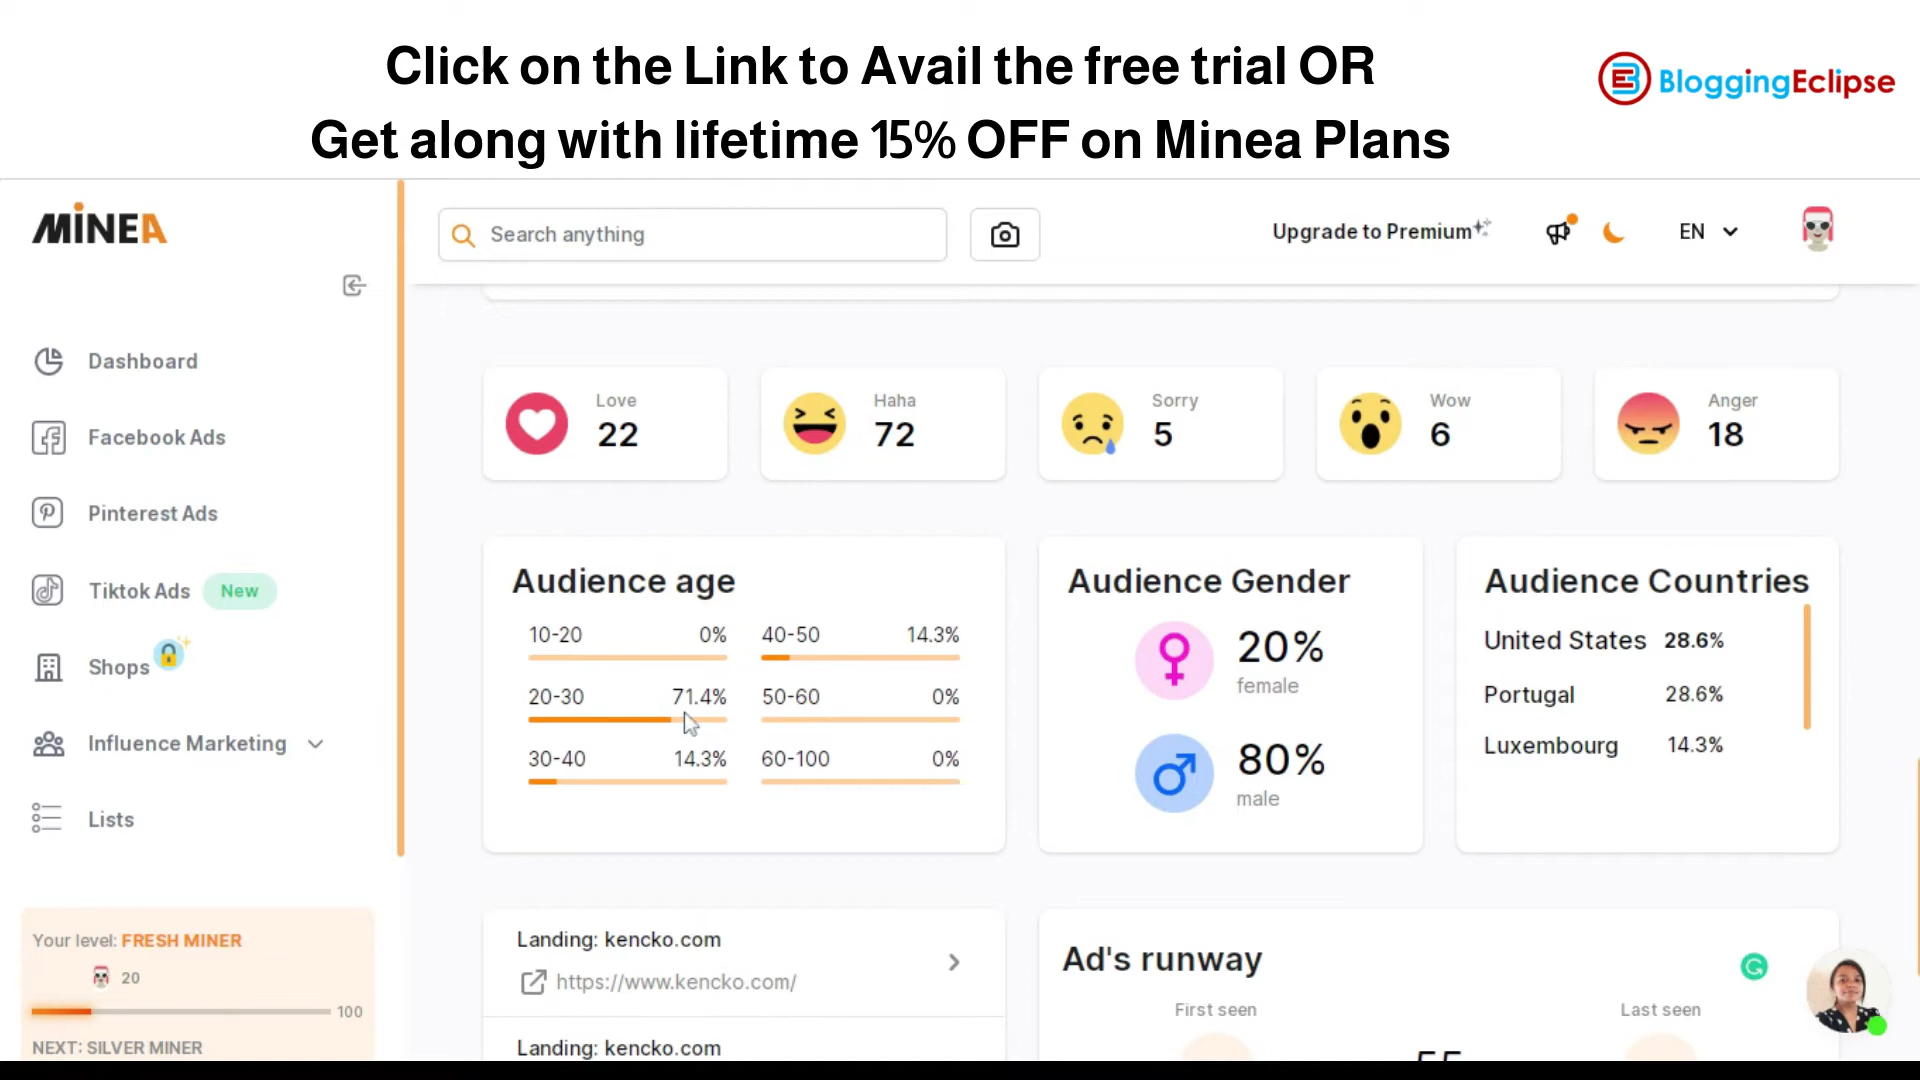 Click on the Link to Avail the free trial OR
Get along with lifetime 15% OFF on Minea Plans
BloggingEclipse
MINEA
Search anything
Upgrade to Premium
EN
Dashboard
Facebook Ads
Pinterest Ads
Tiktok Ads New
Shops
Influence Marketing
Lists
Your level: FRESH MINER
20
100
NEXT: SILVER MINER
Love
22
Haha
72
Sorry
5
Wow
6
Anger
18
Audience age
10-20 0% 40-50 14.3%
20-30 71.4% 50-60 0%
30-40 14.3% 60-100 0%
Audience Gender
20%
female
80%
male
Audience Countries
United States 28.6%
Portugal 28.6%
Luxembourg 14.3%
Landing: kencko.com
https://www.kencko.com/
Landing: kencko.com
Ad's runway
First seen
Last seen